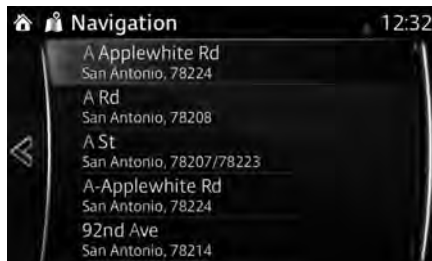 Navigation 12:32
A Applewhite Rd
San Antonio, 78224
A Rd
San Antonio, 78208
A St
San Antonio, 78207/78223
A-Applewhite Rd
San Antonio, 78224
92nd Ave
San Antonio, 78214